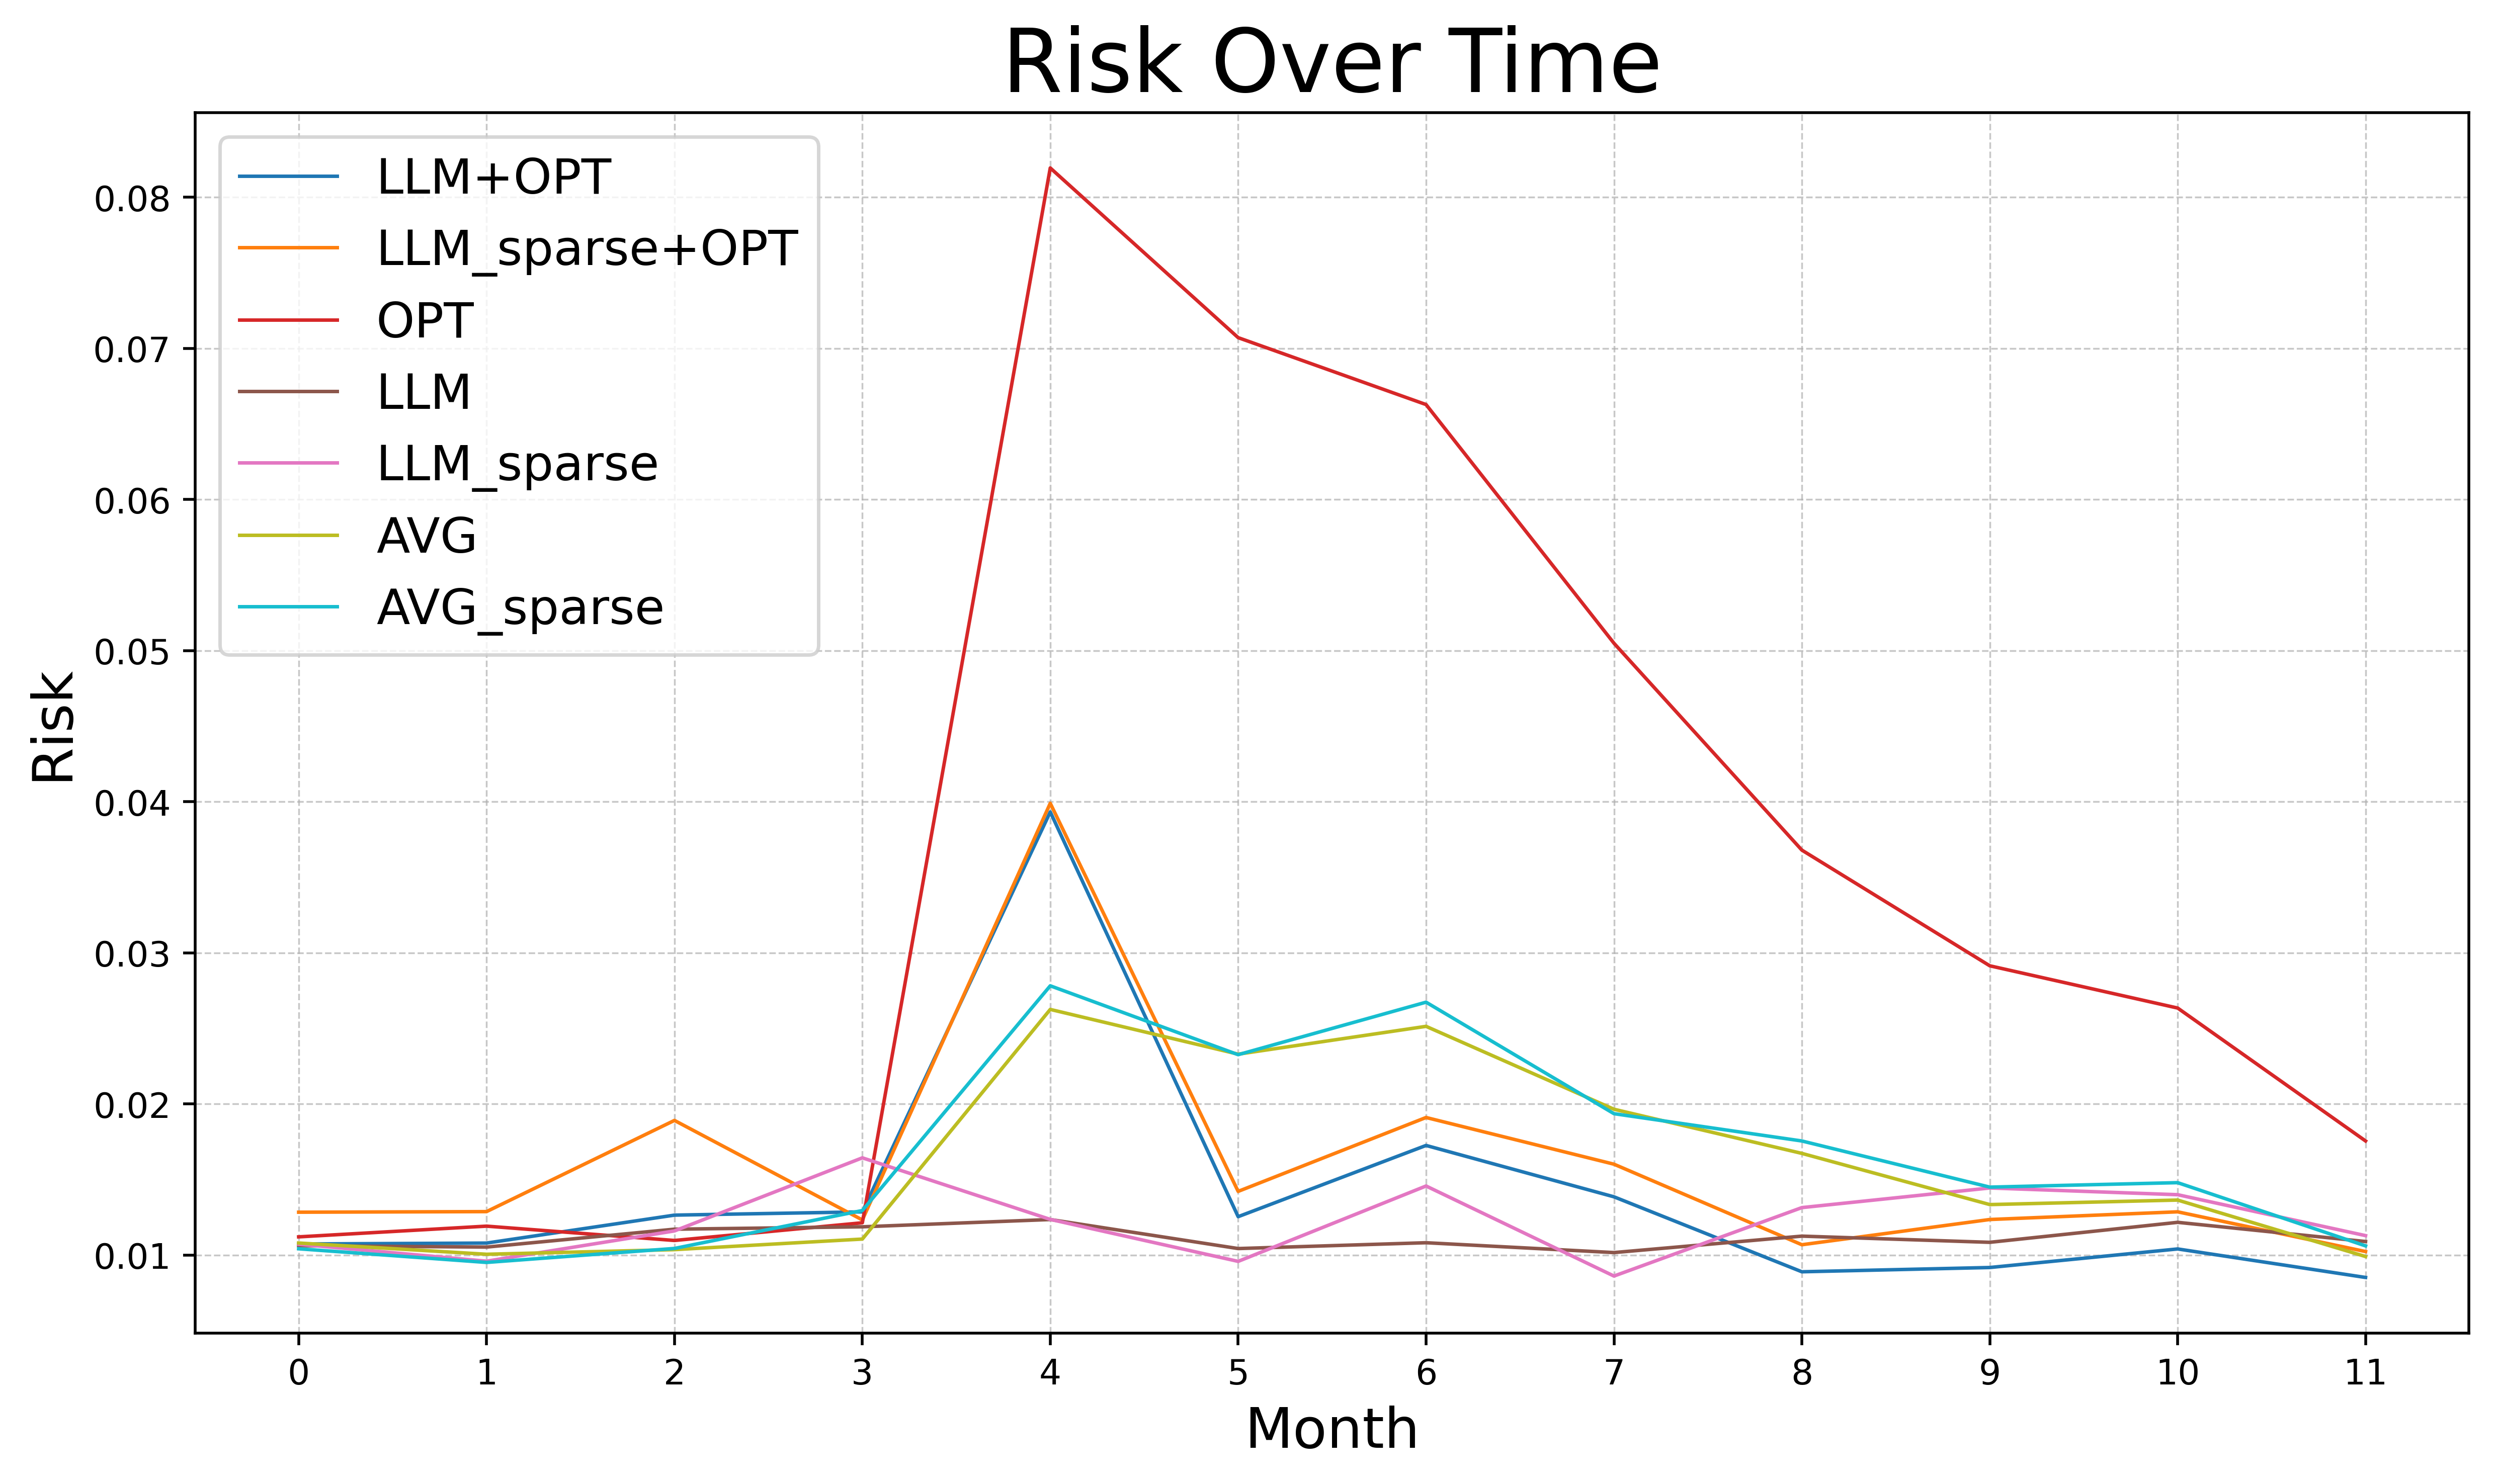 Risk Over Time
LLM+OPT
LLM_sparse+OPT
OPT
LLM
LLM_sparse
AVG
AVG_sparse
0.08
0.07
0.06
0.05
0.04
0.03
0.02
0.01
Risk
0 1 2 3 4 5 6 7 8 9 10 11
Month